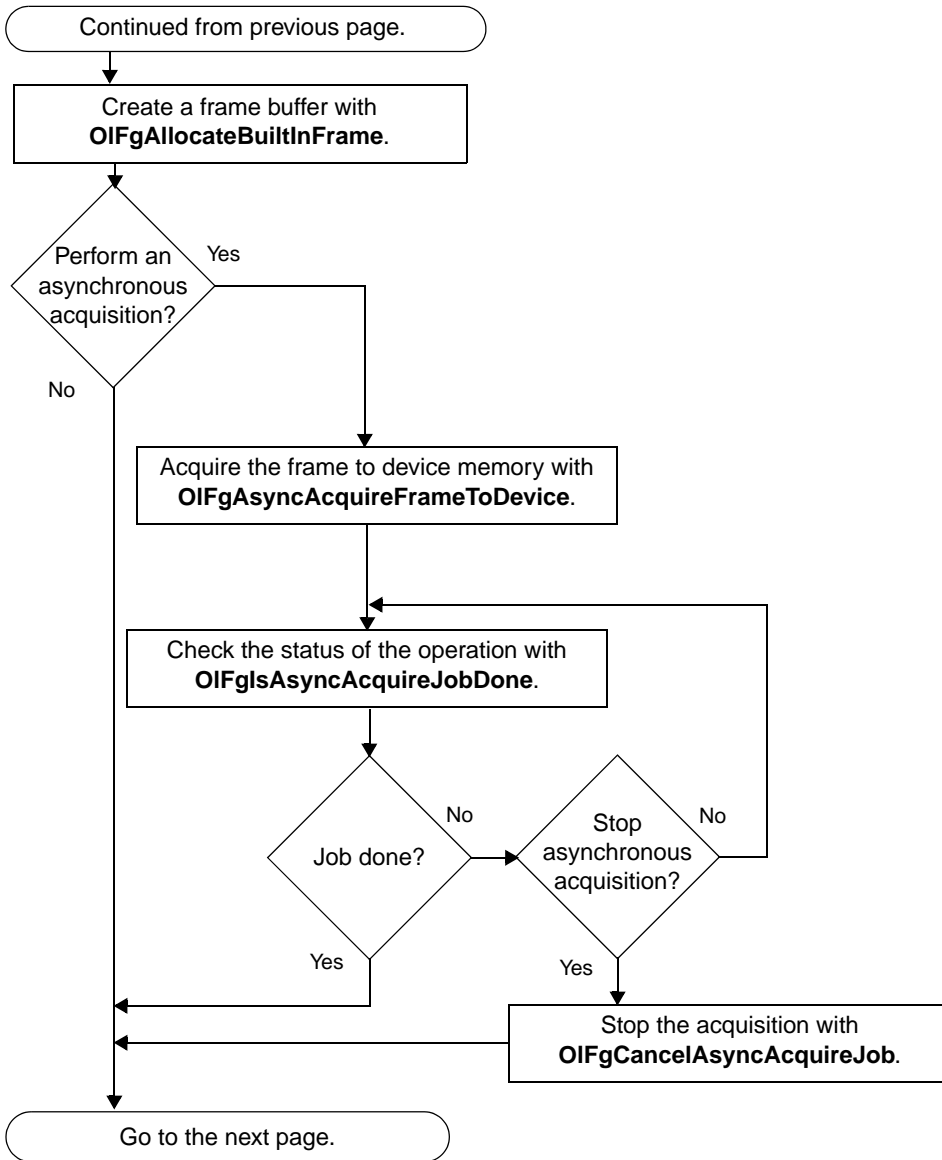 Continued from previous page.
Create a frame buffer with
OlFgAllocateBuiltInFrame.
Perform an
asynchronous
acquisition?
Yes
No
Acquire the frame to device memory with
OlFgAsyncAcquireFrameToDevice.
Check the status of the operation with
OlFgIsAsyncAcquireJobDone.
Job done?
No
Stop
asynchronous
acquisition?
No
Yes
Yes
Stop the acquisition with
OlFgCancelAsyncAcquireJob.
Go to the next page.